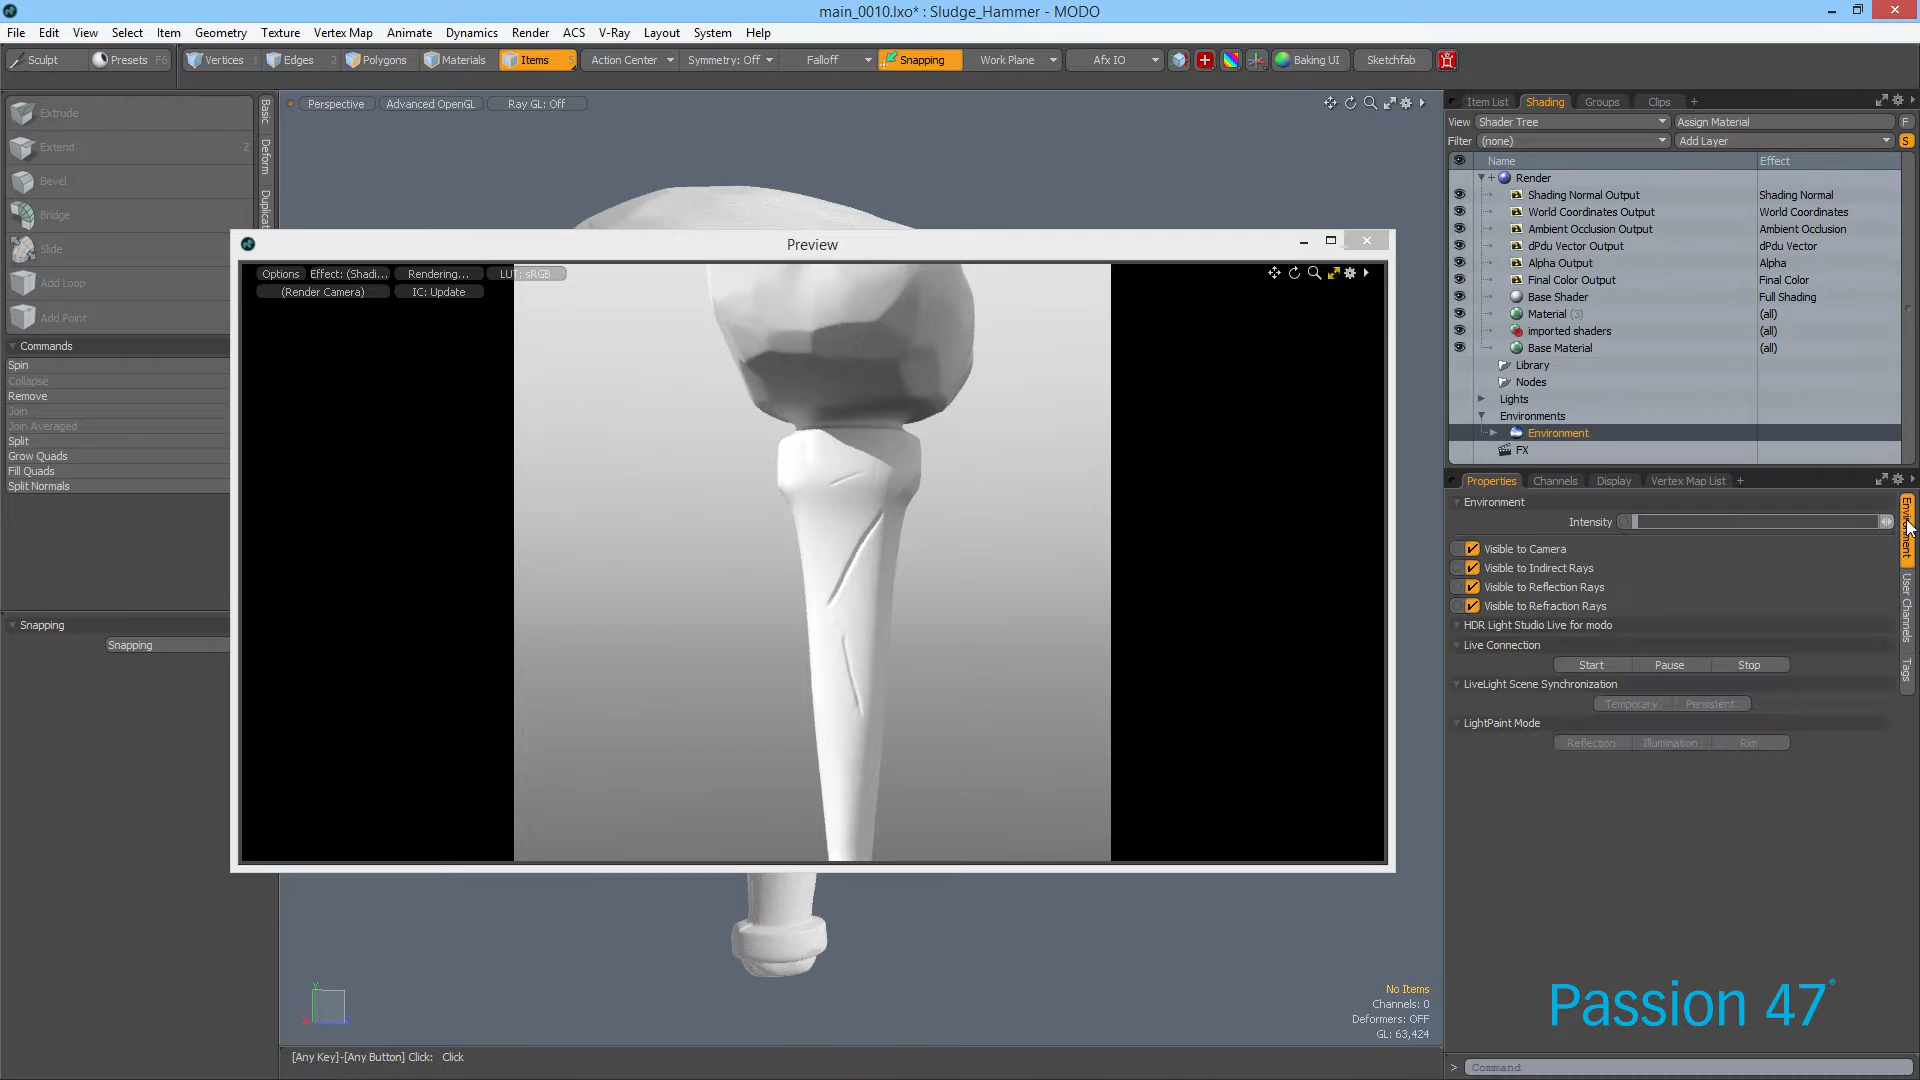 main_0010.lxo* : Sludge_Hammer - MODO
File Edit View Select Item Geometry Texture Vertex Map Animate Dynamics Render ACS V-Ray Layout System Help
Sculpt Presets F6 Vertices 1 Edges 2 Polygons Materials Items 5 Action Center Symmetry: Off Falloff Snapping Work Plane Afx IO Baking UI Sketchfab
Extrude
Extend Z
Bevel
Bridge
Slide
Add Loop
Add Point
Commands
Spin
Collapse
Remove
Join
Join Averaged
Split
Grow Quads
Fill Quads
Split Normals
Snapping
Snapping
Basic
Deform
Perspective Advanced OpenGL Ray GL: Off
Preview
Options Effect: (Shadi... Rendering... LUT: sRGB
(Render Camera) IC: Update
No Items
Channels: 0
Deformers: OFF
GL: 63,424
Y
[Any Key]-[Any Button] Click: Click
Item List Shading Groups Clips +
View Shader Tree Assign Material F
Filter (none) Add Layer S
Name Effect
Render
Shading Normal Output Shading Normal
World Coordinates Output World Coordinates
Ambient Occlusion Output Ambient Occlusion
dPdu Vector Output dPdu Vector
Alpha Output Alpha
Final Color Output Final Color
Base Shader Full Shading
Material (3) (all)
imported shaders (all)
Base Material (all)
Library
Nodes
Lights
Environments
Environment
FX
Properties Channels Display Vertex Map List +
Environment
Intensity
Visible to Camera
Visible to Indirect Rays
Visible to Reflection Rays
Visible to Refraction Rays
HDR Light Studio Live for modo
Live Connection
Start Pause Stop
LiveLight Scene Synchronization
Temporary Persistent
LightPaint Mode
Reflection Illumination Rim
Environment
User Channels
Tags
Passion 47
> Command